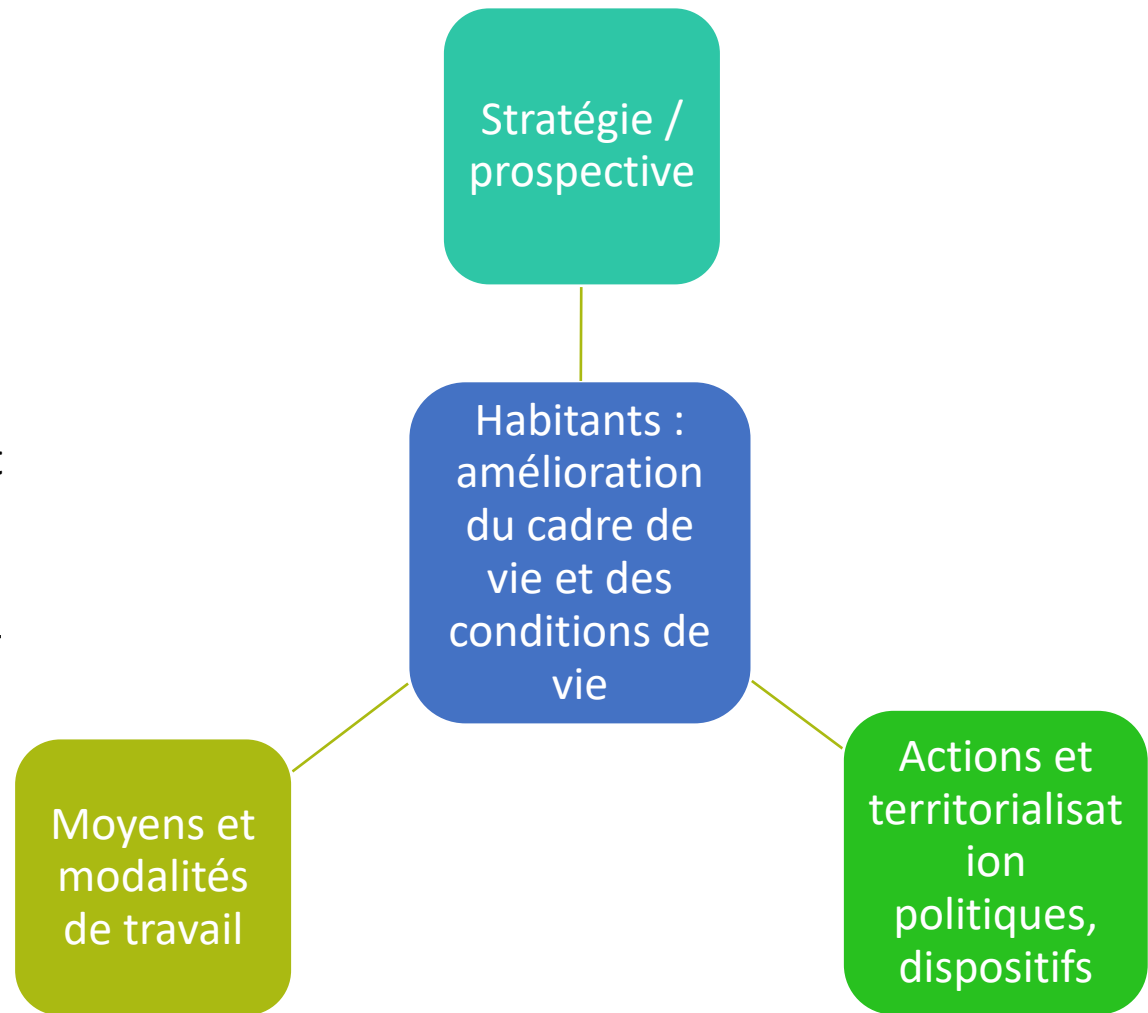 Stratégie /
prospective
Habitants :
amélioration
du cadre de
vie et des
conditions de
vie
Moyens et
modalités
de travail
Actions et
territorialisat
ion
politiques,
dispositifs